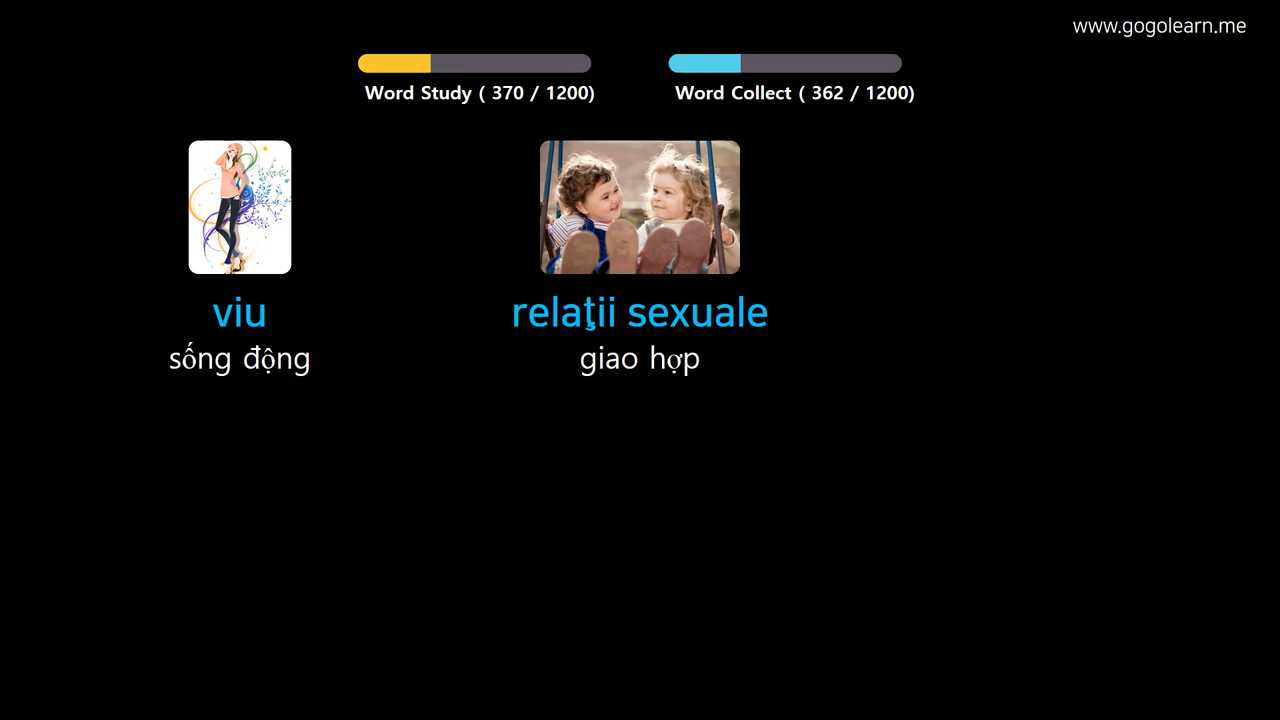 www.gogolearn.me
Word Study ( 370 / 1200)
Word Collect ( 362 / 1200)
viu
relaţii sexuale
sống động
giao hợp